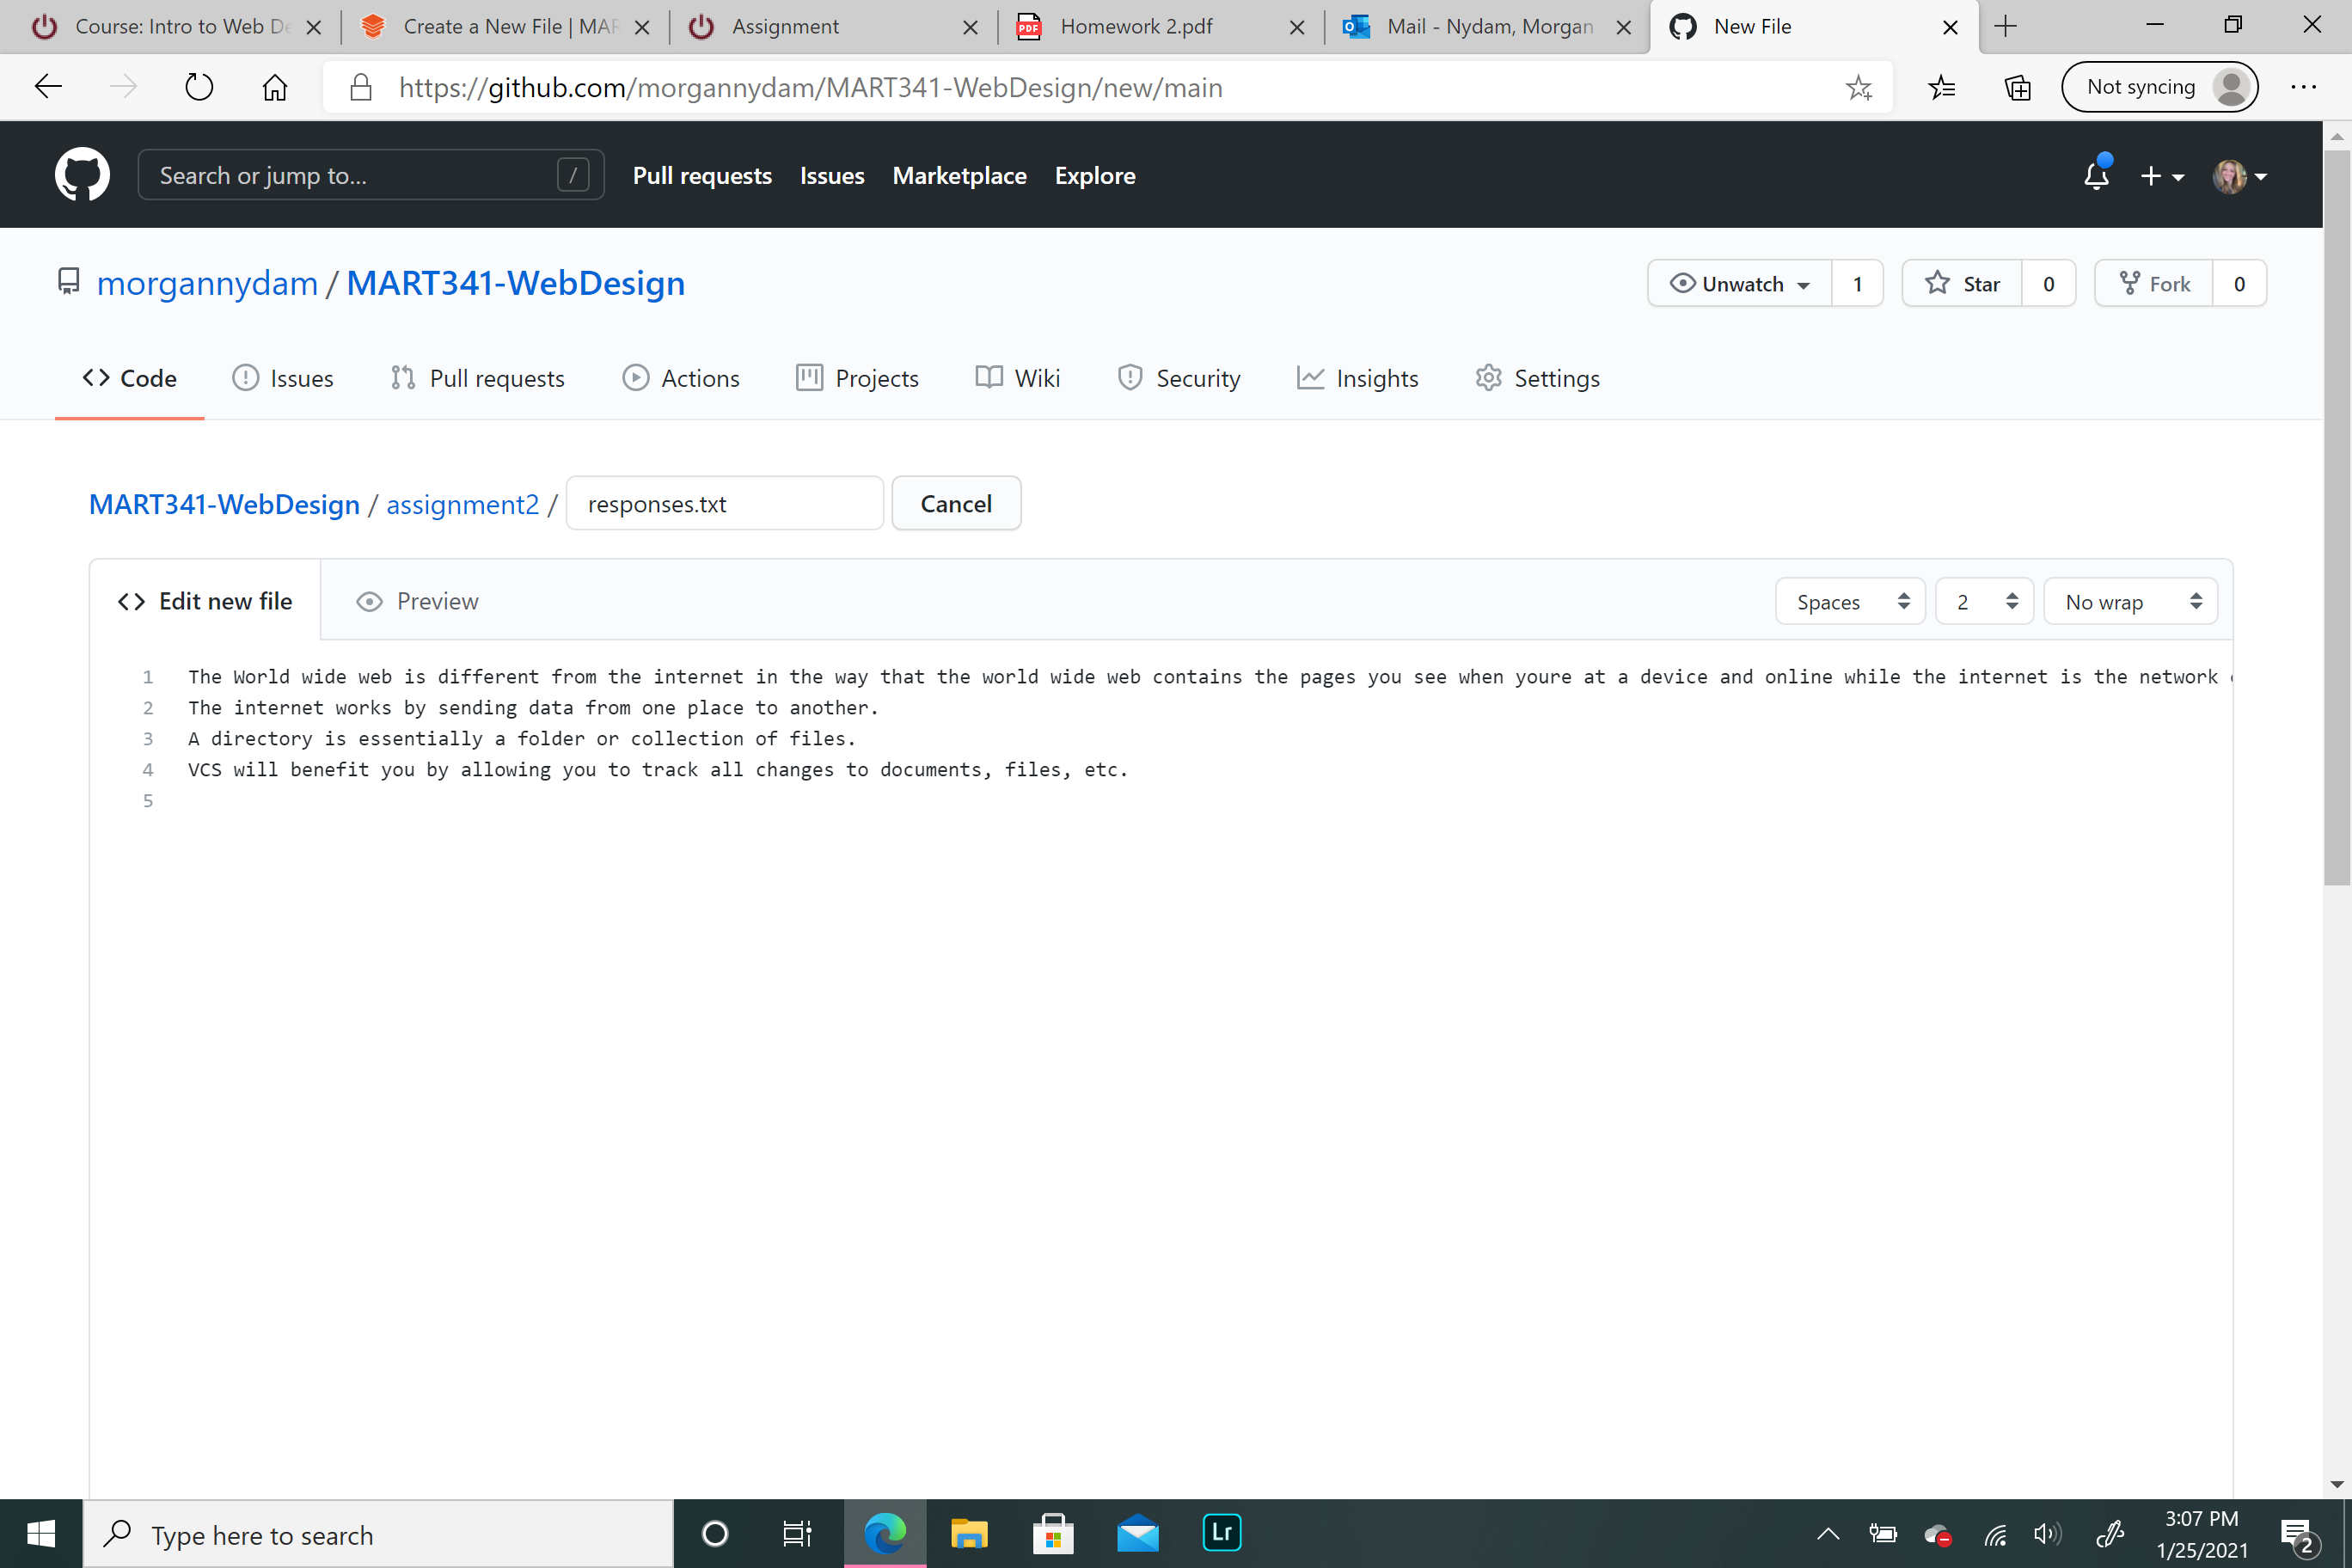 Course: Intro to Web De
Create a New File | MAR
Assignment
PDF
Homework 2.pdf
Mail - Nydam, Morgan
New File
https://github.com/morgannydam/MART341-WebDesign/new/main
Not syncing
Search or jump to...
/
Pull requests
Issues
Marketplace
Explore
morgannydam / MART341-WebDesign
Unwatch
1
Star
0
Fork
0
Code
Issues
Pull requests
Actions
Projects
Wiki
Security
Insights
Settings
MART341-WebDesign / assignment2 / responses.txt
Cancel
Edit new file
Preview
Spaces
2
No wrap
1 The World wide web is different from the internet in the way that the world wide web contains the pages you see when youre at a device and online while the internet is the network
2 The internet works by sending data from one place to another.
3 A directory is essentially a folder or collection of files.
4 VCS will benefit you by allowing you to track all changes to documents, files, etc.
5
Type here to search
Lr
3:07 PM
1/25/2021
2